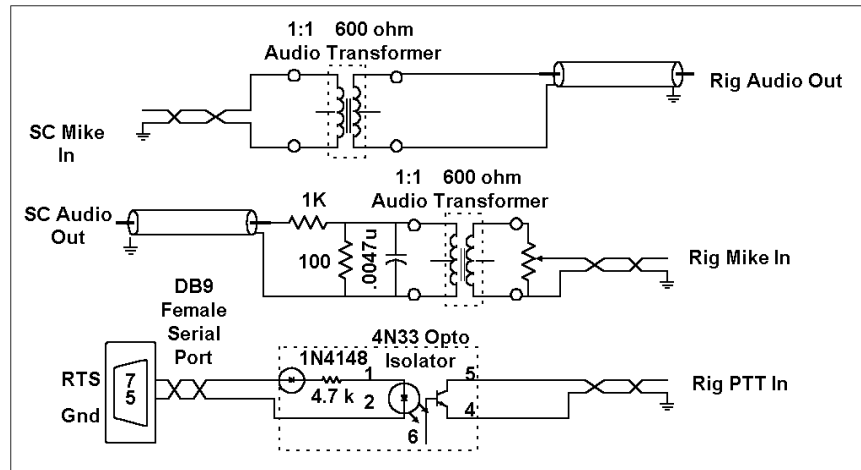 1:1 600 ohm
Audio Transformer
Rig Audio Out
SC Mike
In
1:1 600 ohm
Audio Transformer
SC Audio
Out
1K
100
.0047u
Rig Mike In
DB9
Female
Serial
Port
4N33 Opto
Isolator
1N4148
RTS
Gnd
7
5
4.7 k
1
2
6
5
4
Rig PTT In